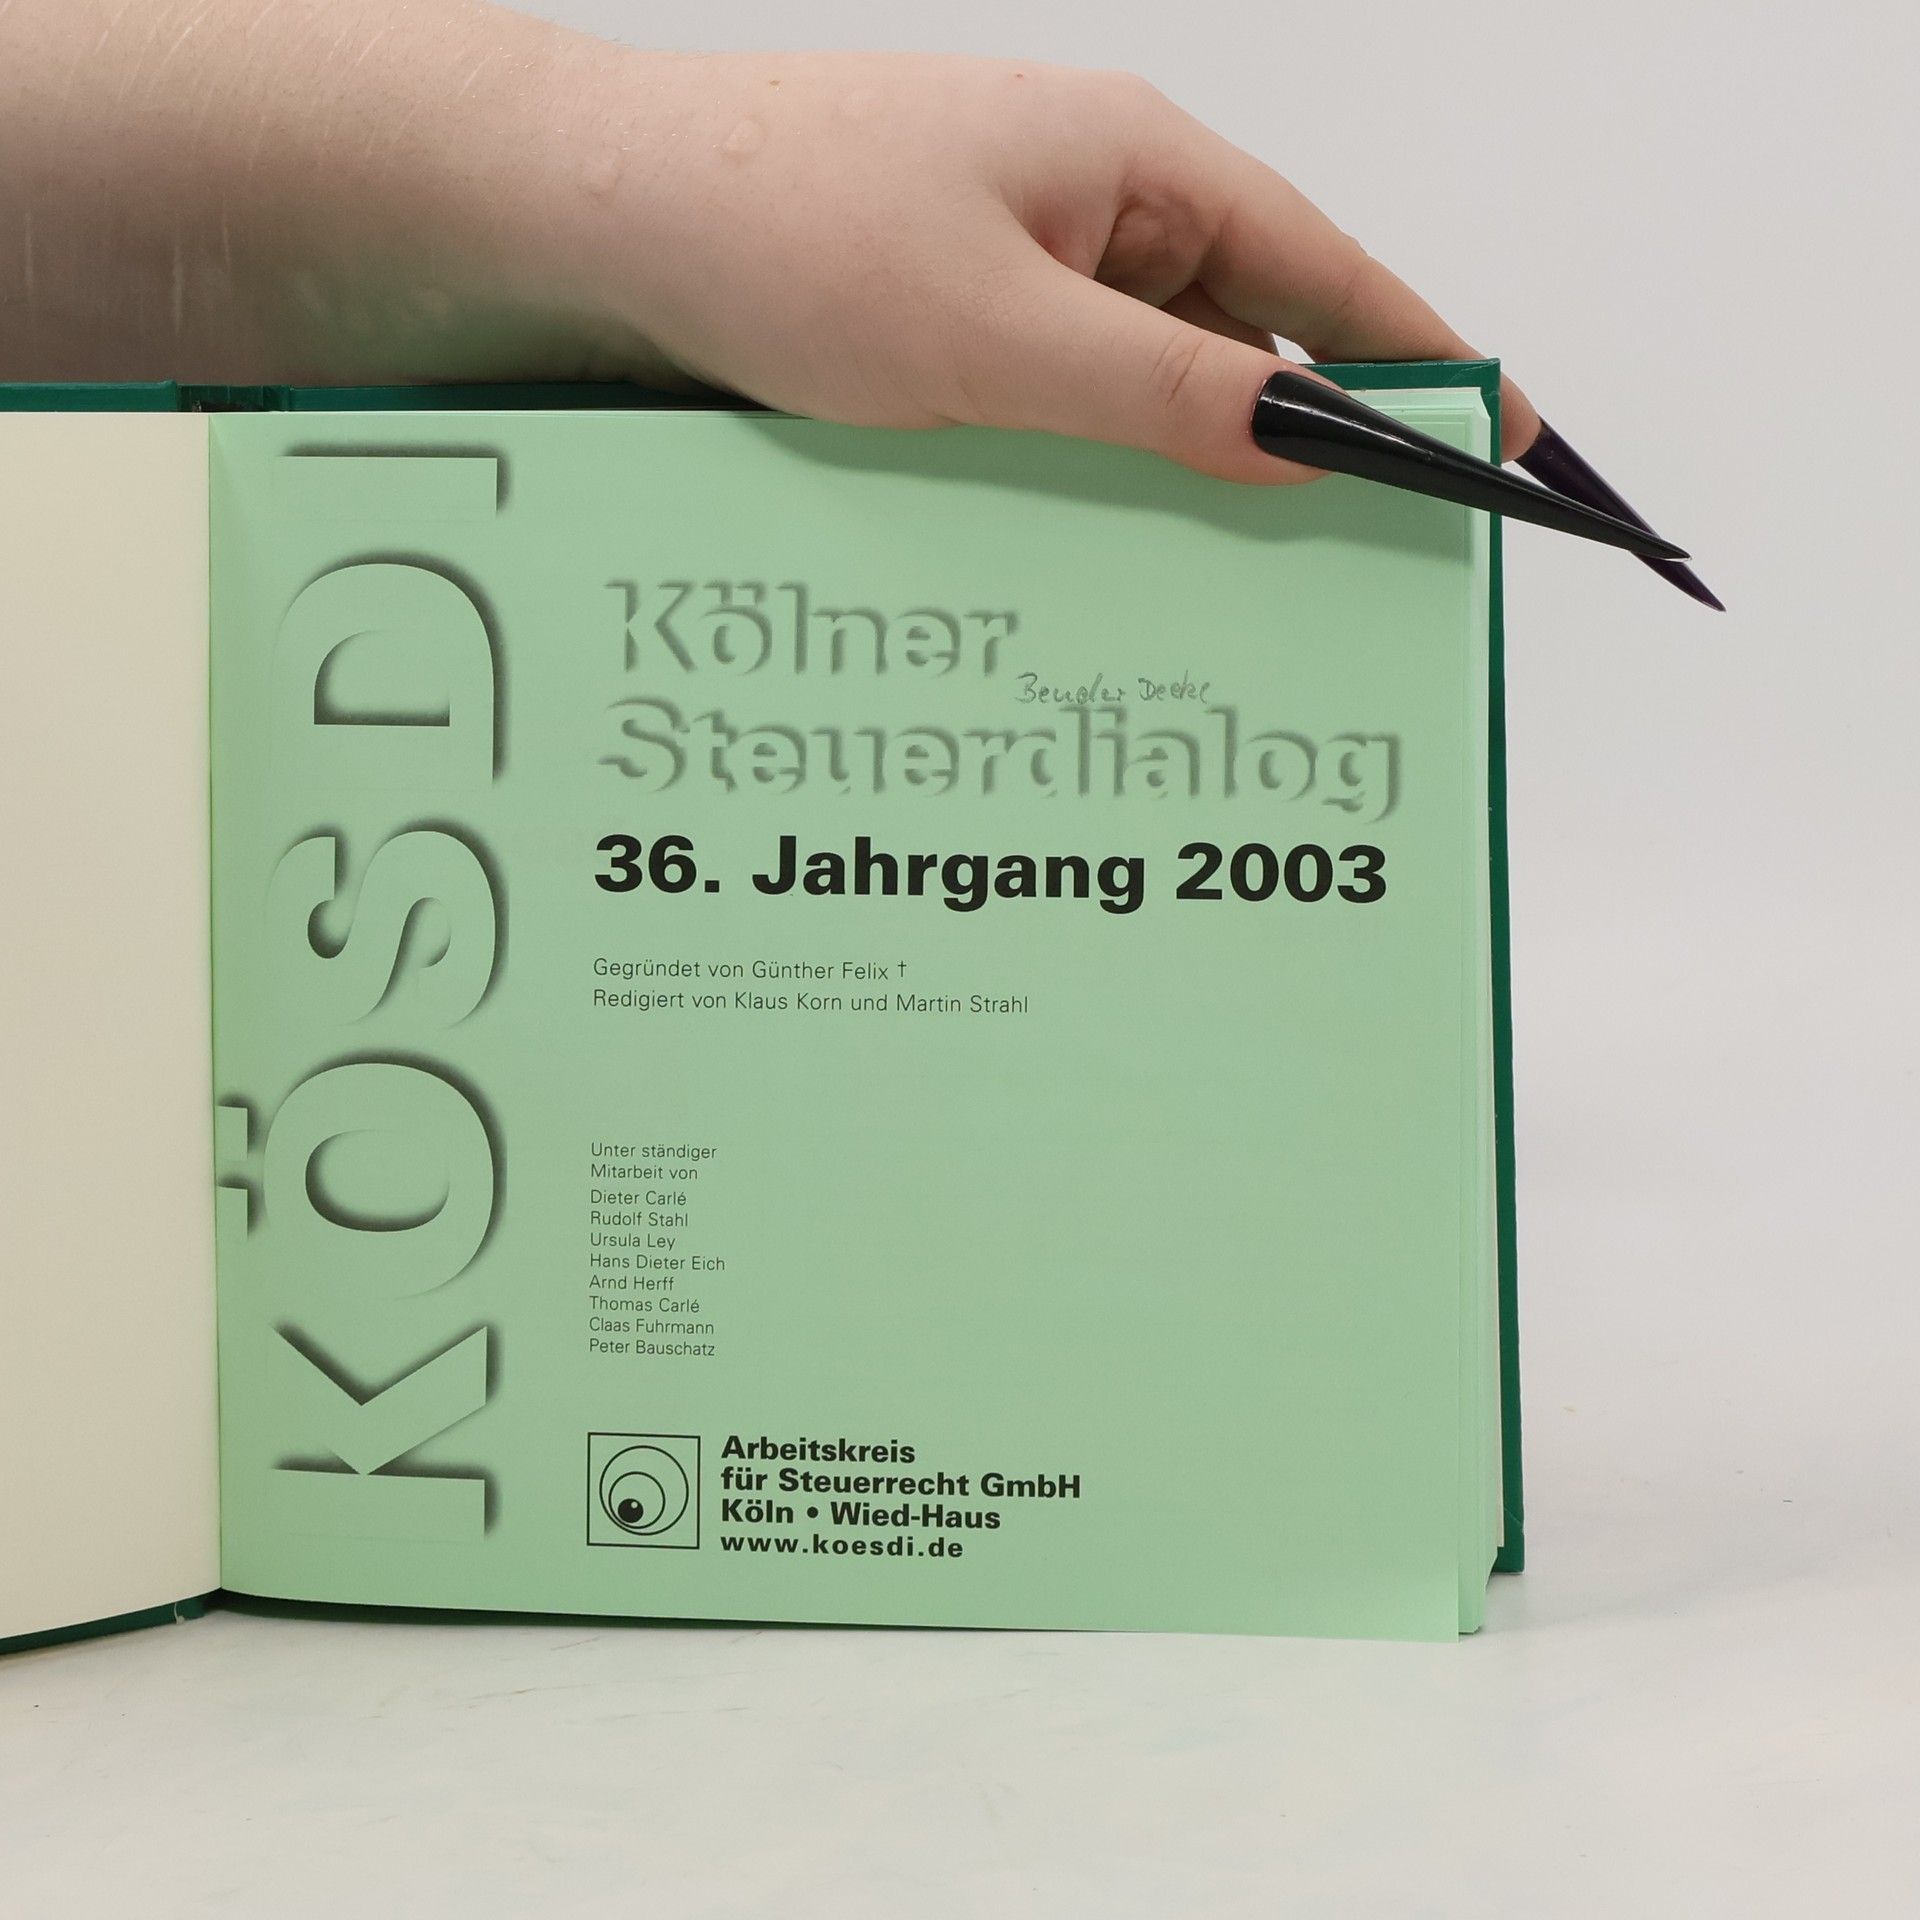 KÖSDI
Kölner
Steuerdialog
36. Jahrgang 2003
Gegründet von Günther Felix †
Redigiert von Klaus Korn und Martin Strahl
Unter ständiger
Mitarbeit von
Dieter Carlé
Rudolf Stahl
Ursula Ley
Hans Dieter Eich
Arnd Herff
Thomas Carlé
Claas Fuhrmann
Peter Bauschatz
Arbeitskreis
für Steuerrecht GmbH
Köln • Wied-Haus
www.koesdi.de